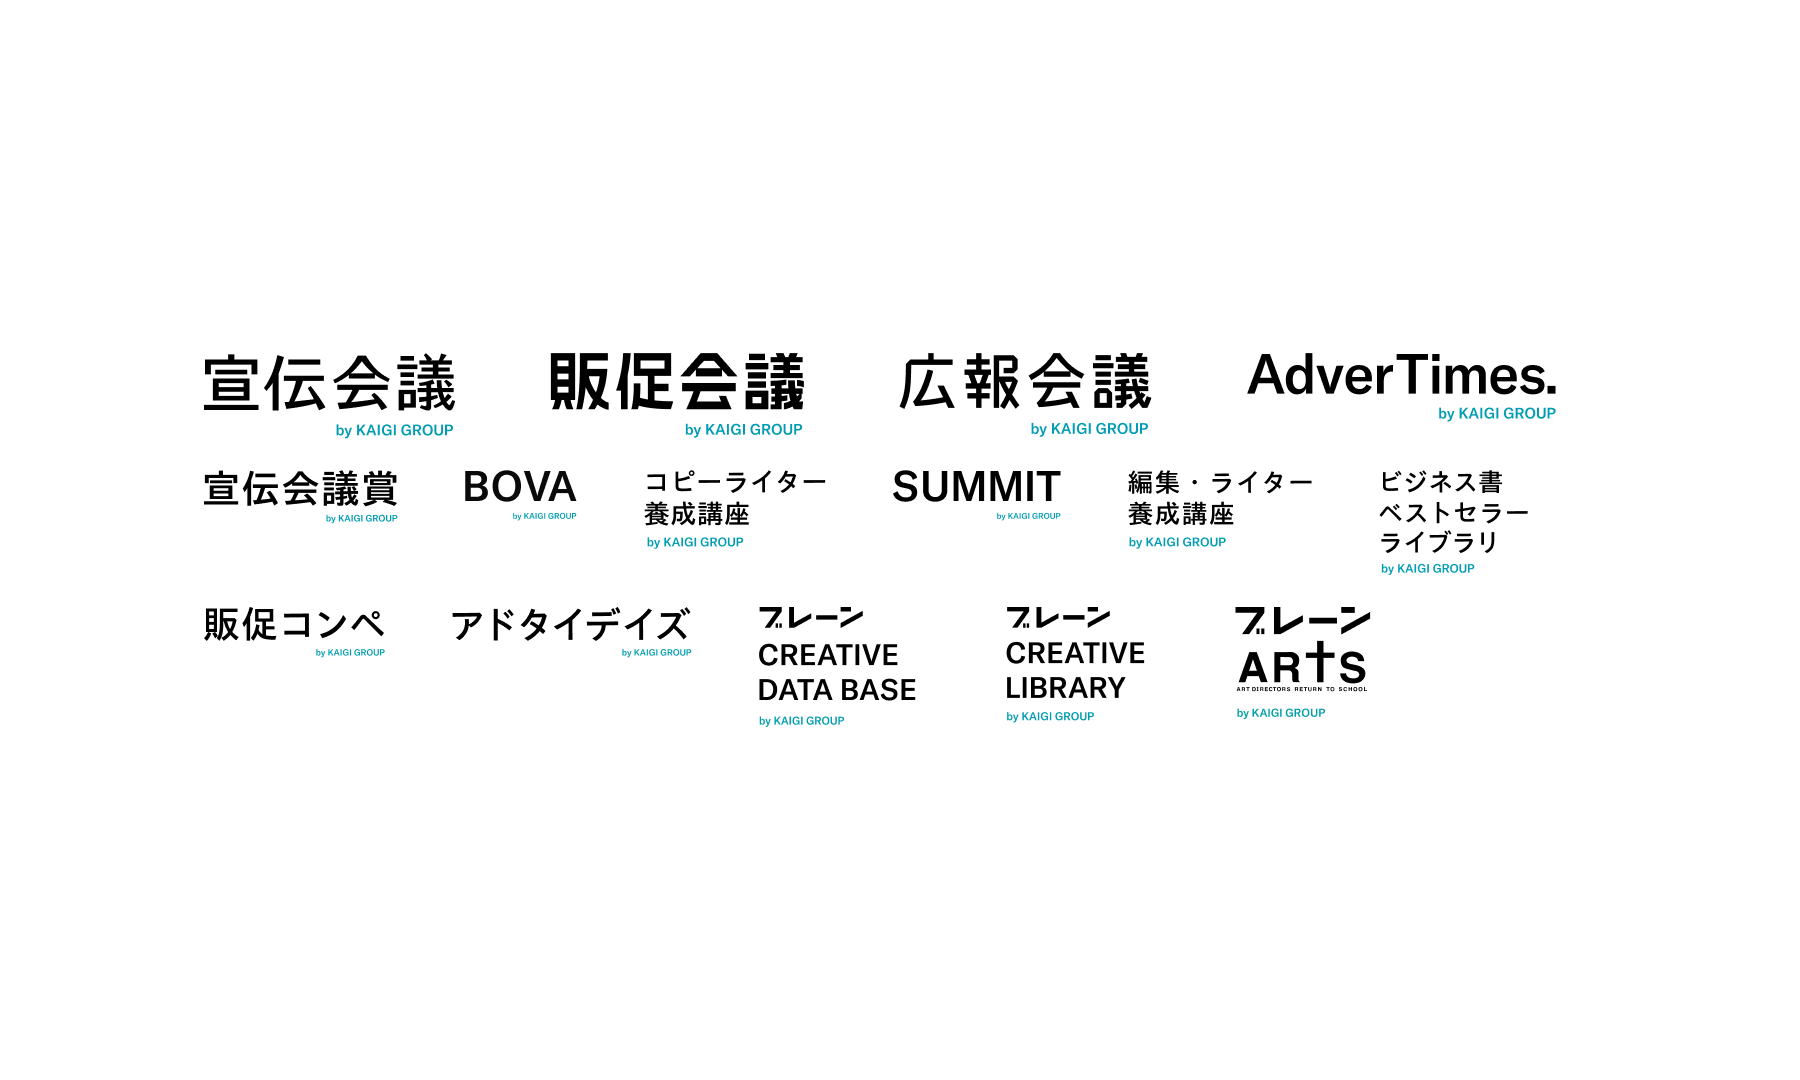 宣伝会議
by KAIGI GROUP
販促会議
by KAIGI GROUP
広報会議
by KAIGI GROUP
AdverTimes.
by KAIGI GROUP
宣伝会議賞
by KAIGI GROUP
BOVA
by KAIGI GROUP
コピーライター
養成講座
by KAIGI GROUP
SUMMIT
by KAIGI GROUP
編集・ライター
養成講座
by KAIGI GROUP
ビジネス書
ベストセラー
ライブラリ
by KAIGI GROUP
販促コンペ
by KAIGI GROUP
アドタイデイズ
by KAIGI GROUP
ブレーン
CREATIVE
DATA BASE
by KAIGI GROUP
ブレーン
CREATIVE
LIBRARY
by KAIGI GROUP
ブレーン
ARTS
ART DIRECTORS RETURN TO SCHOOL
by KAIGI GROUP